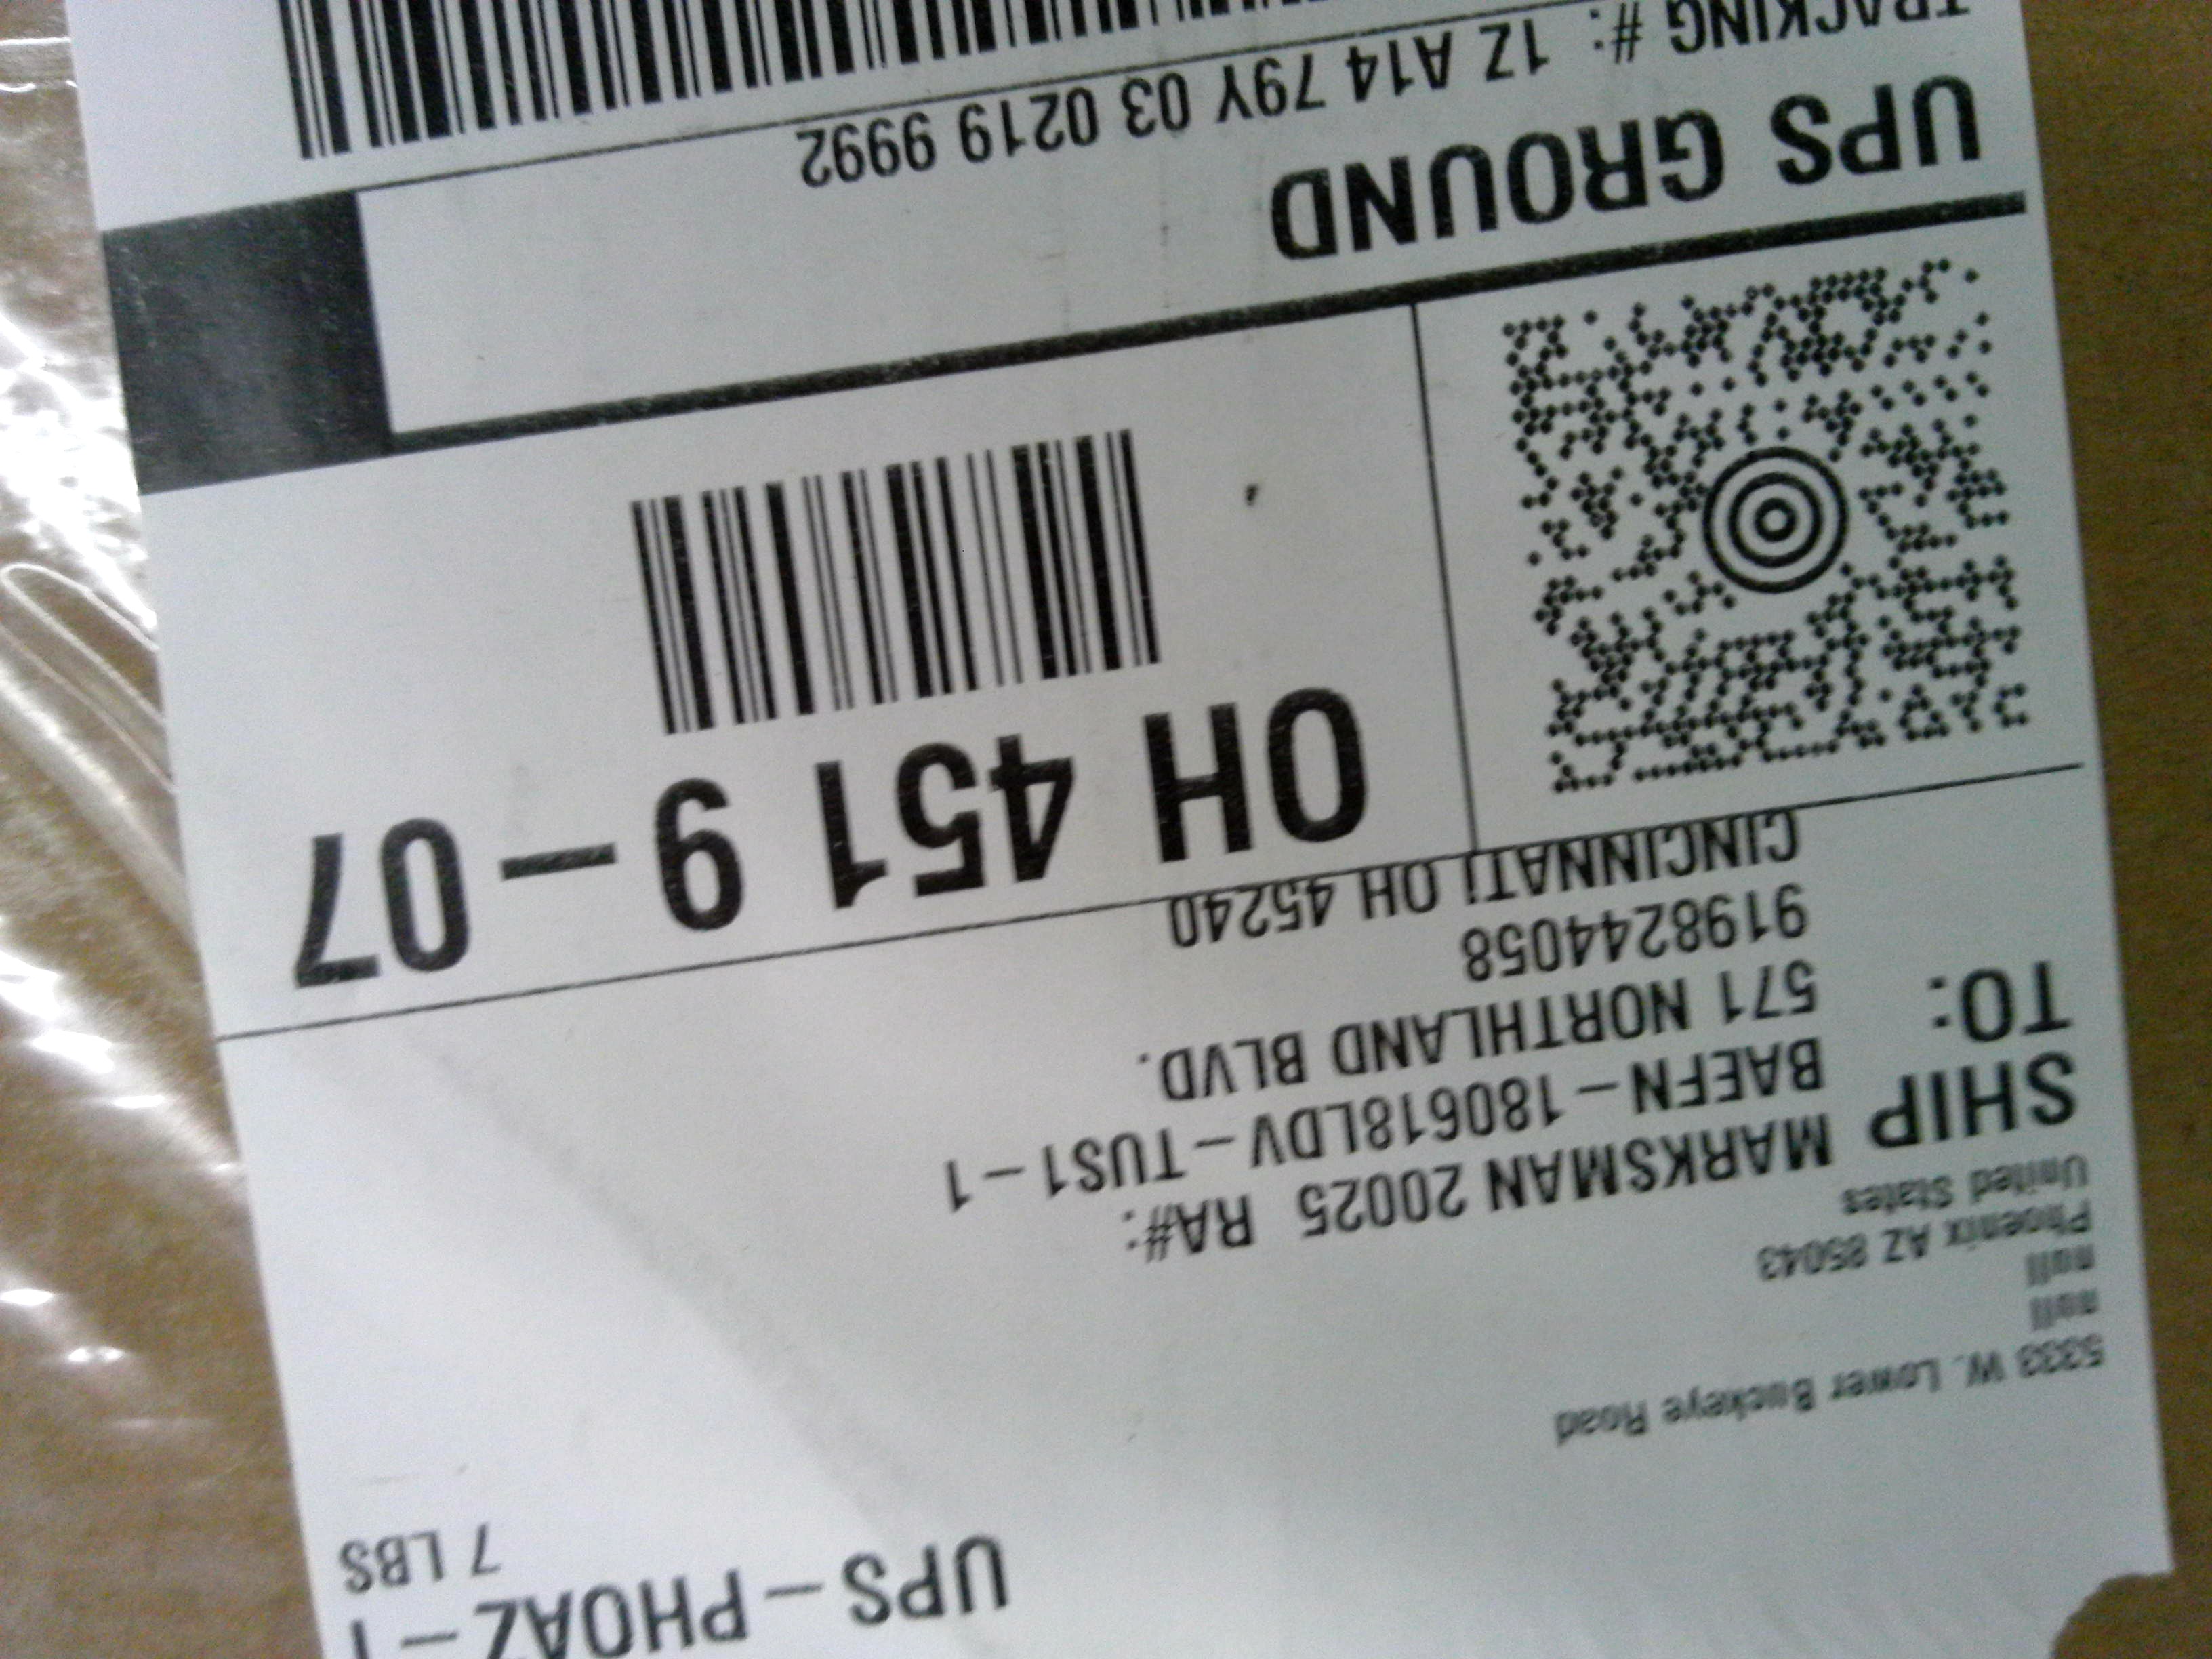 UPS-PHOAZ-1
7 LBS
5333 W. Lower Buckeye Road
null
null
Phoenix AZ 85043
United States
SHIP
TO:
MARKSMAN 20025 RA#:
BAEFN-180618LDV-TUS1-1
571 NORTHLAND BLVD.
9198244058
CINCINNATI OH 45240
OH 451 9-07
UPS GROUND
TRACKING #: 1Z A14 79Y 03 0219 9992